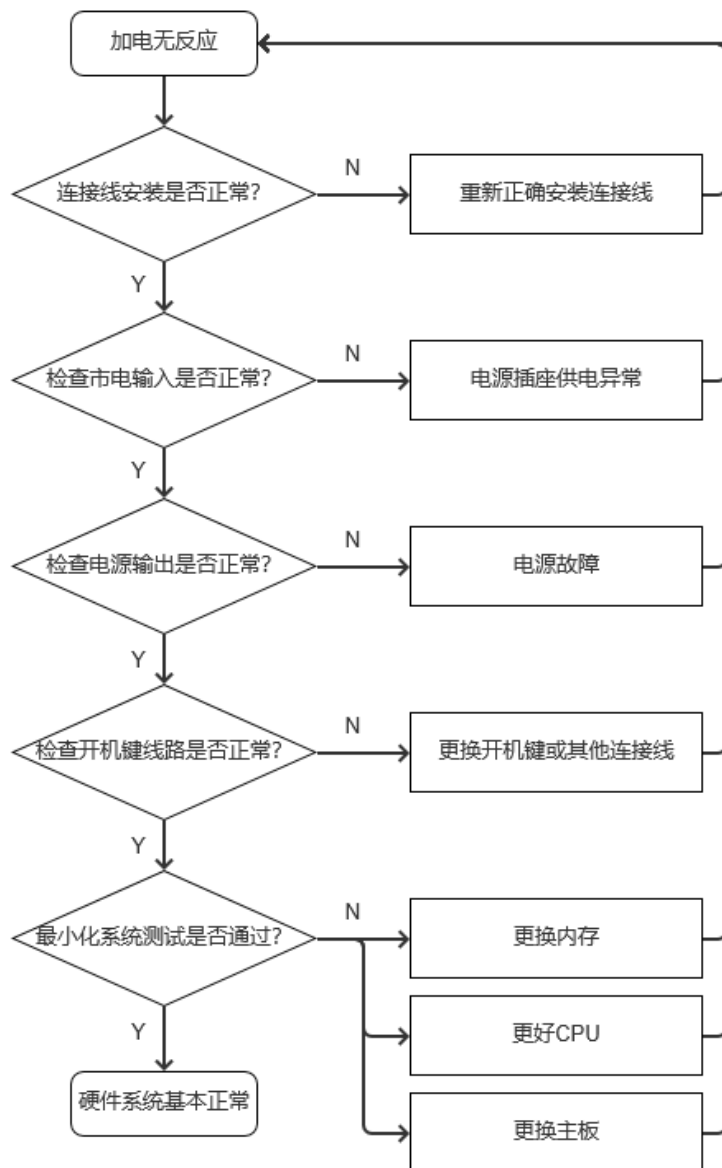 加电无反应
连接线安装是否正常?
N
重新正确安装连接线
Y
检查市电输入是否正常?
N
电源插座供电异常
Y
检查电源输出是否正常?
N
电源故障
Y
检查开机键线路是否正常?
N
更换开机键或其他连接线
Y
最小化系统测试是否通过?
N
更换内存
更好CPU
Y
硬件系统基本正常
更换主板